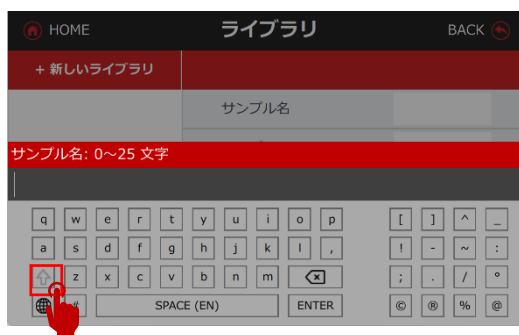 HOME ライブラリ BACK
+ 新しいライブラリ
サンプル名
サンプル名: 0～25 文字
q w e r t y u i o p [ ] ^ _
a s d f g h j k l , ! - ~ :
z x c v b n m ; . / °
# SPACE (EN) ENTER © ® % @